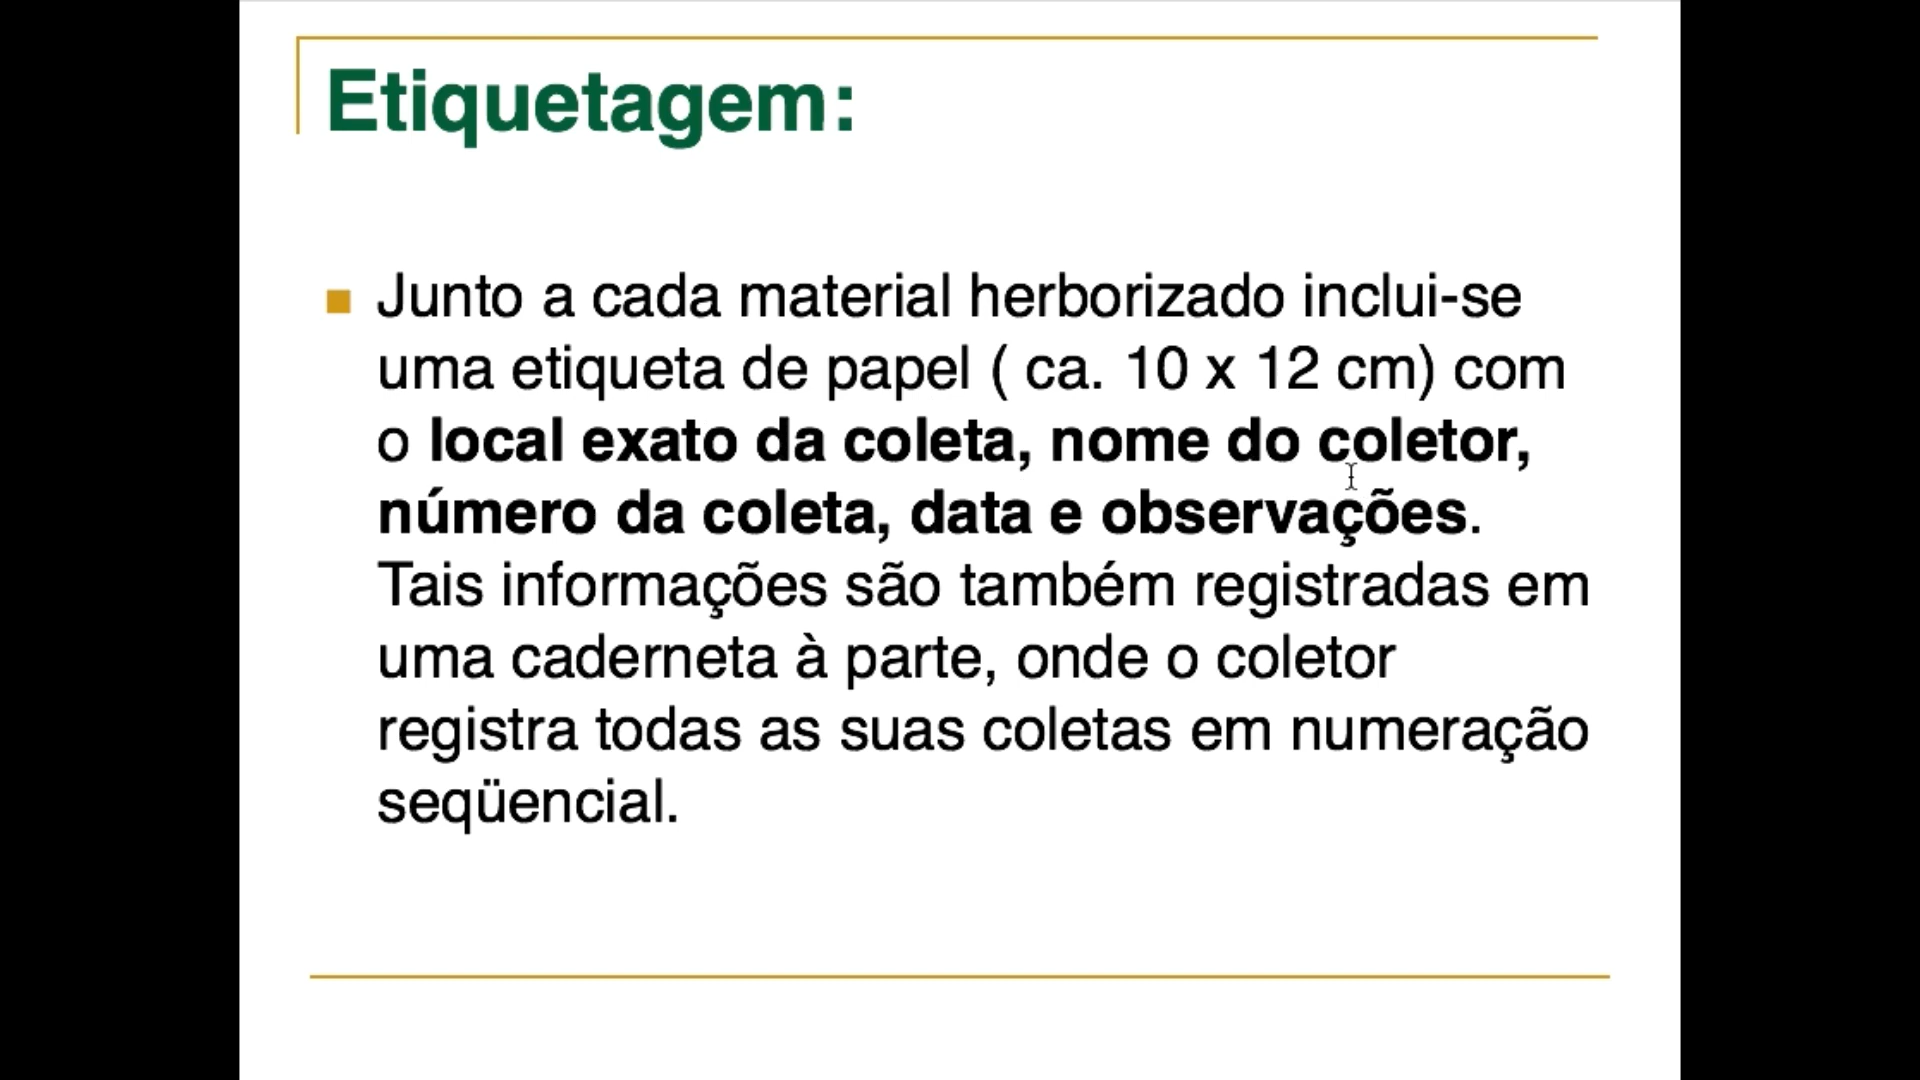 Etiquetagem:
Junto a cada material herborizado inclui-se
uma etiqueta de papel ( ca. 10 x 12 cm) com
o local exato da coleta, nome do coletor,
número da coleta, data e observações.
Tais informações são também registradas em
uma caderneta à parte, onde o coletor
registra todas as suas coletas em numeração
seqüencial.